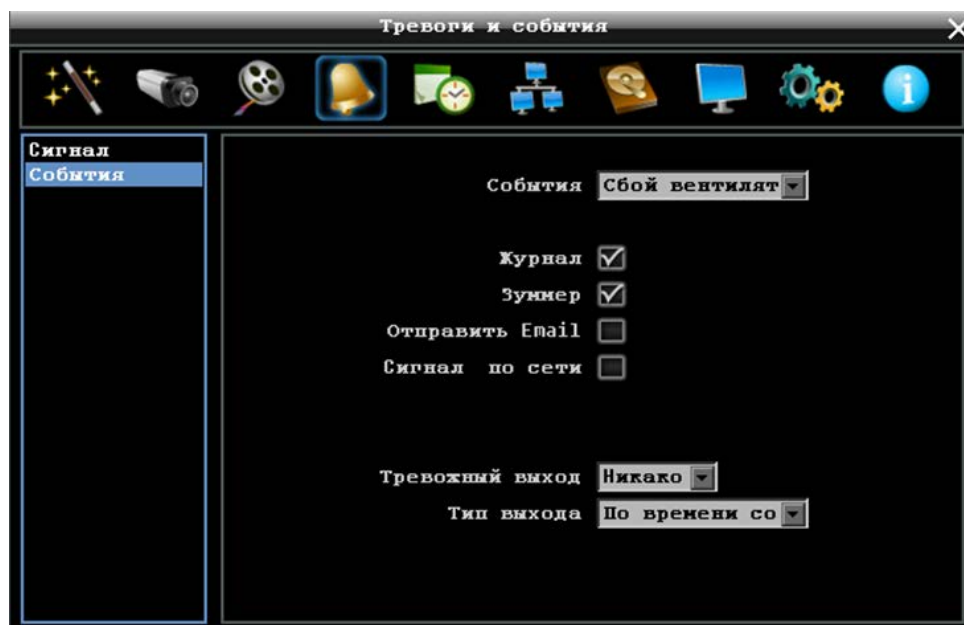 Тревоги и события
Сигнал
События
События Сбой вентилят
Журнал
Зуммер
Отправить Email
Сигнал по сети
Тревожный выход Никако
Тип выхода По времени со